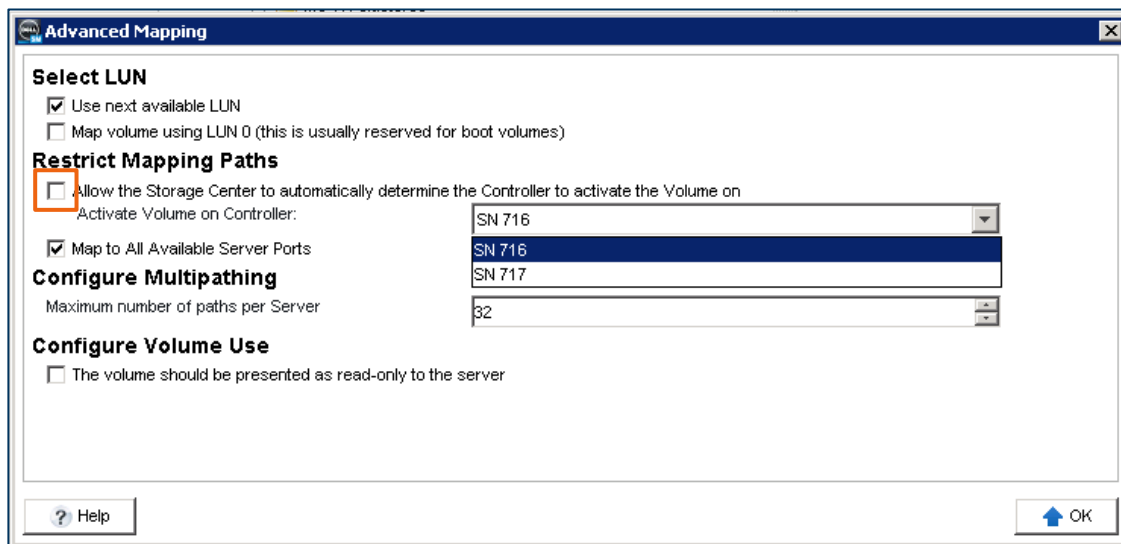 Advanced Mapping
Select LUN
Use next available LUN
Map volume using LUN 0 (this is usually reserved for boot volumes)
Restrict Mapping Paths
Allow the Storage Center to automatically determine the Controller to activate the Volume on
Activate Volume on Controller:
SN 716
Map to All Available Server Ports
SN 716
SN 717
Configure Multipathing
Maximum number of paths per Server
32
Configure Volume Use
The volume should be presented as read-only to the server
? Help
OK